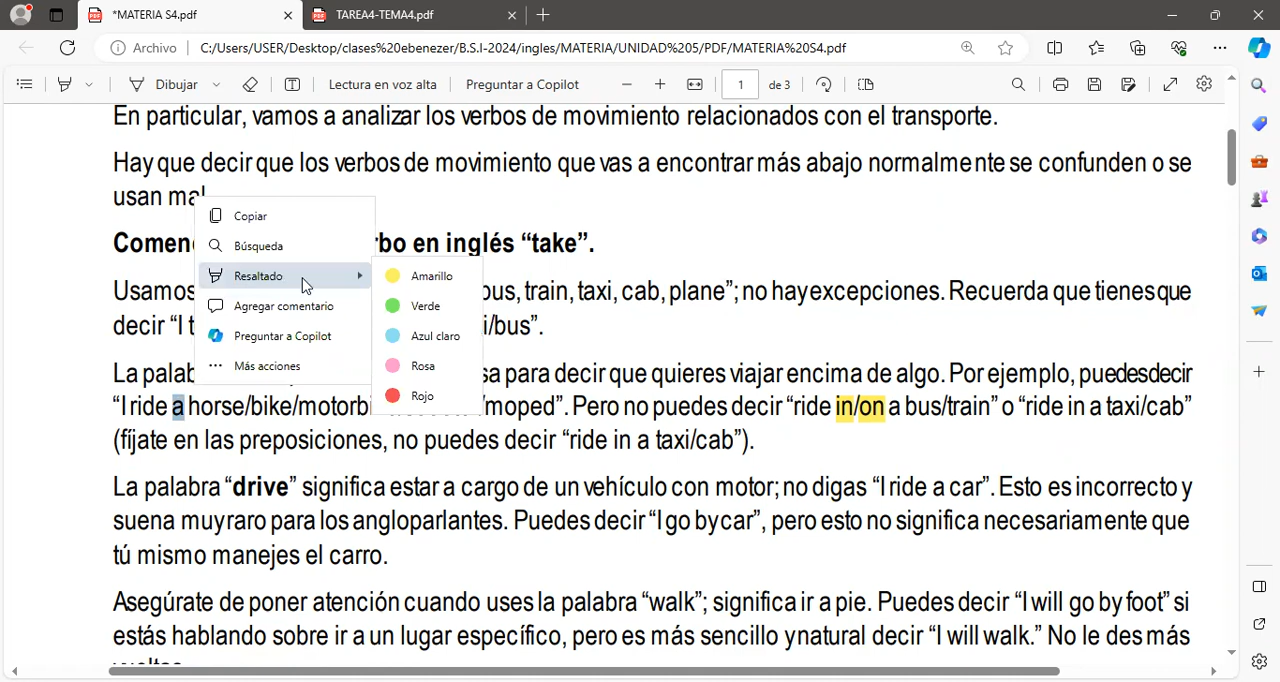 *MATERIA S4.pdf
TAREA4-TEMA4.pdf
Archivo
C:/Users/USER/Desktop/clases%20ebenezer/B.S.I-2024/ingles/MATERIA/UNIDAD%205/PDF/MATERIA%20S4.pdf
Dibujar
Lectura en voz alta
Preguntar a Copilot
1
de 3
En particular, vamos a analizar los verbos de movimiento relacionados con el transporte.
Hay que decir que los verbos de movimiento que vas a encontrar más abajo normalmente se confunden o se
usan mal
Copiar
Búsqueda
Resaltado
Agregar comentario
Preguntar a Copilot
Más acciones
Amarillo
Verde
Azul claro
Rosa
Rojo
Comen rbo en inglés “take”.
Usamos bus, train, taxi, cab, plane”; no hay excepciones. Recuerda que tienes que
decir “I t i/bus”.
La palab sa para decir que quieres viajar encima de algo. Por ejemplo, puedes decir
“I ride a horse/bike/motorbi /moped”. Pero no puedes decir “ride in/on a bus/train” o “ride in a taxi/cab”
(fíjate en las preposiciones, no puedes decir “ride in a taxi/cab”).
La palabra “drive” significa estar a cargo de un vehículo con motor; no digas “I ride a car”. Esto es incorrecto y
suena muy raro para los angloparlantes. Puedes decir “I go by car”, pero esto no significa necesariamente que
tú mismo manejes el carro.
Asegúrate de poner atención cuando uses la palabra “walk”; significa ir a pie. Puedes decir “I will go by foot” si
estás hablando sobre ir a un lugar específico, pero es más sencillo y natural decir “I will walk.” No le des más